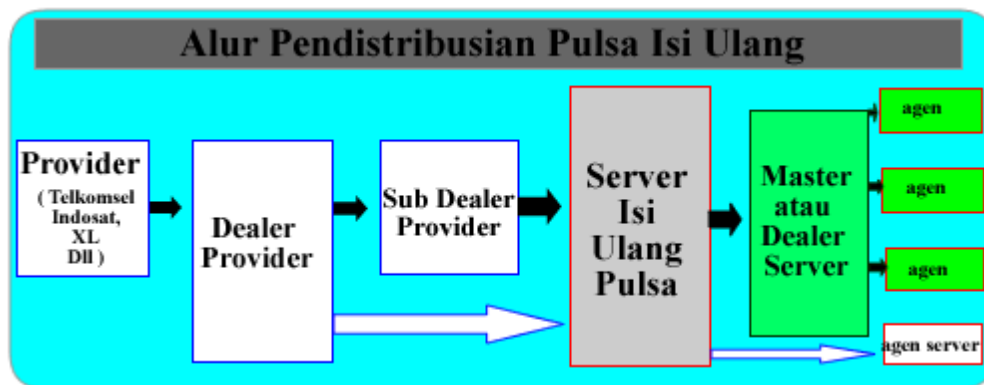 Alur Pendistribusian Pulsa Isi Ulang
Provider
( Telkomsel
Indosat,
XL
Dll )
Dealer
Provider
Sub Dealer
Provider
Server
Isi
Ulang
Pulsa
Master
atau
Dealer
Server
agen
agen
agen
agen server